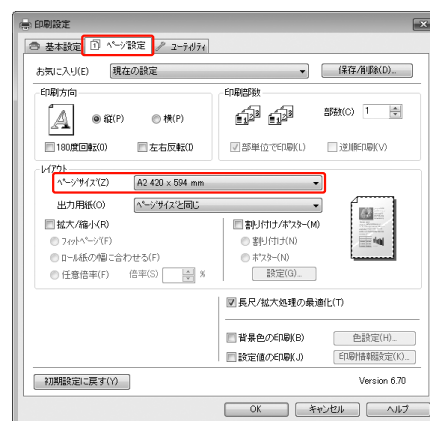 印刷設定
基本設定 ページ設定 ユーティリティ
お気に入り(E) 現在の設定 保存/削除(D)...
印刷方向 印刷部数
縦(P) 横(P) 部数(C) 1
180度回転(O) 左右反転(I) 部単位で印刷(L) 逆順印刷(V)
レイアウト
ページサイズ(Z) A2 420 x 594 mm
出力用紙(O) ページサイズと同じ
拡大/縮小(R) 割り付け/ポスター(M)
フィットページ(F) 割り付け(N)
ロール紙の幅に合わせる(F) ポスター(N)
任意倍率(F) 倍率(S) % 設定(G)...
長尺/拡大処理の最適化(T)
背景色の印刷(B) 色設定(H)...
設定値の印刷(J) 印刷情報設定(K)...
初期設定に戻す(Y) Version 6.70
OK キャンセル ヘルプ